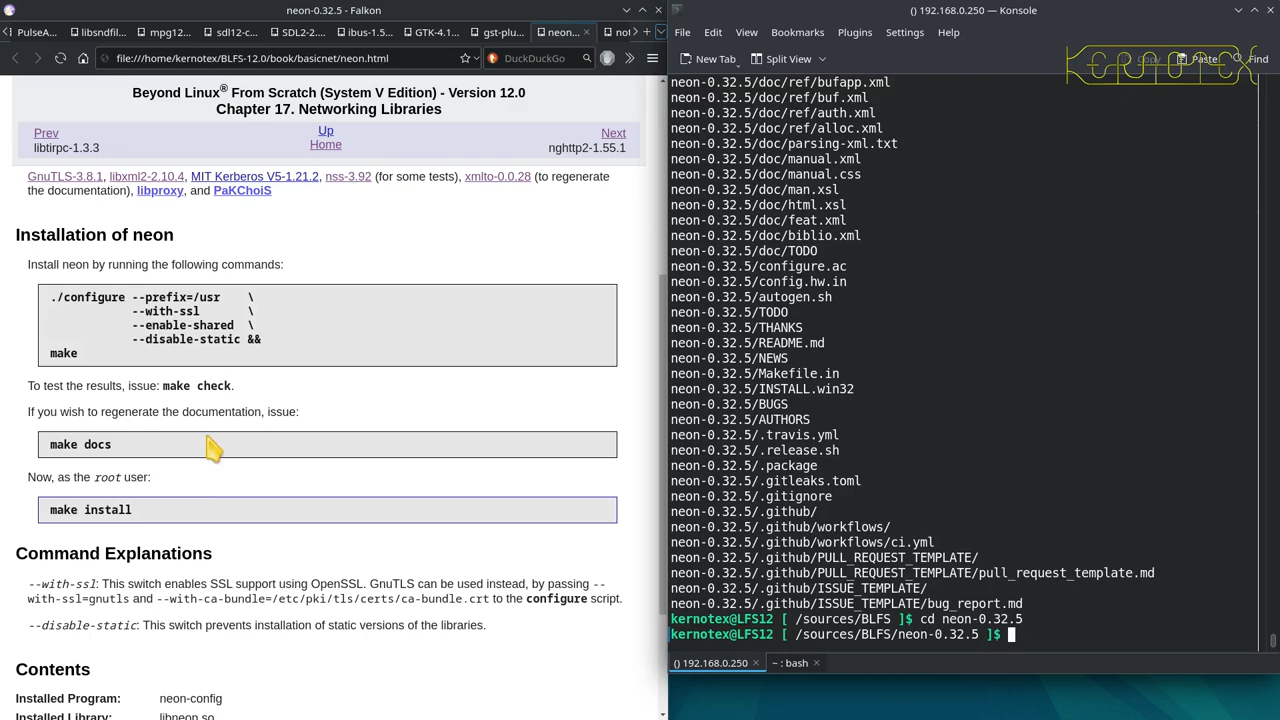 neon-0.32.5 - Falkon
PulseA...
libsndfil...
mpg12...
sdl12-c...
SDL2-2....
ibus-1.5...
GTK-4.1...
gst-plu...
neon...
not
file:///home/kernotex/BLFS-12.0/book/basicnet/neon.html
DuckDuckGo
Beyond Linux® From Scratch (System V Edition) - Version 12.0
Chapter 17. Networking Libraries
Prev
Up
Next
libtirpc-1.3.3
Home
nghttp2-1.55.1
GnuTLS-3.8.1, libxml2-2.10.4, MIT Kerberos V5-1.21.2, nss-3.92 (for some tests), xmlto-0.0.28 (to regenerate
the documentation), libproxy, and PaKChoiS
Installation of neon
Install neon by running the following commands:
./configure --prefix=/usr \
--with-ssl \
--enable-shared \
--disable-static &&
make
To test the results, issue: make check.
If you wish to regenerate the documentation, issue:
make docs
Now, as the root user:
make install
Command Explanations
--with-ssl: This switch enables SSL support using OpenSSL. GnuTLS can be used instead, by passing --
with-ssl=gnutls and --with-ca-bundle=/etc/pki/tls/certs/ca-bundle.crt to the configure script.
--disable-static: This switch prevents installation of static versions of the libraries.
Contents
Installed Program: neon-config
Installed Library: libneon.so
() 192.168.0.250 — Konsole
File Edit View Bookmarks Plugins Settings Help
New Tab
Split View
Copy
Paste
Find
KERNOTEX
neon-0.32.5/doc/ref/bufapp.xml
neon-0.32.5/doc/ref/buf.xml
neon-0.32.5/doc/ref/auth.xml
neon-0.32.5/doc/ref/alloc.xml
neon-0.32.5/doc/parsing-xml.txt
neon-0.32.5/doc/manual.xml
neon-0.32.5/doc/manual.css
neon-0.32.5/doc/man.xsl
neon-0.32.5/doc/html.xsl
neon-0.32.5/doc/feat.xml
neon-0.32.5/doc/biblio.xml
neon-0.32.5/doc/TODO
neon-0.32.5/configure.ac
neon-0.32.5/config.hw.in
neon-0.32.5/autogen.sh
neon-0.32.5/TODO
neon-0.32.5/THANKS
neon-0.32.5/README.md
neon-0.32.5/NEWS
neon-0.32.5/Makefile.in
neon-0.32.5/INSTALL.win32
neon-0.32.5/BUGS
neon-0.32.5/AUTHORS
neon-0.32.5/.travis.yml
neon-0.32.5/.release.sh
neon-0.32.5/.package
neon-0.32.5/.gitleaks.toml
neon-0.32.5/.gitignore
neon-0.32.5/.github/
neon-0.32.5/.github/workflows/
neon-0.32.5/.github/workflows/ci.yml
neon-0.32.5/.github/PULL_REQUEST_TEMPLATE/
neon-0.32.5/.github/PULL_REQUEST_TEMPLATE/pull_request_template.md
neon-0.32.5/.github/ISSUE_TEMPLATE/
neon-0.32.5/.github/ISSUE_TEMPLATE/bug_report.md
kernotex@LFS12 [ /sources/BLFS ]$ cd neon-0.32.5
kernotex@LFS12 [ /sources/BLFS/neon-0.32.5 ]$
() 192.168.0.250
~ : bash